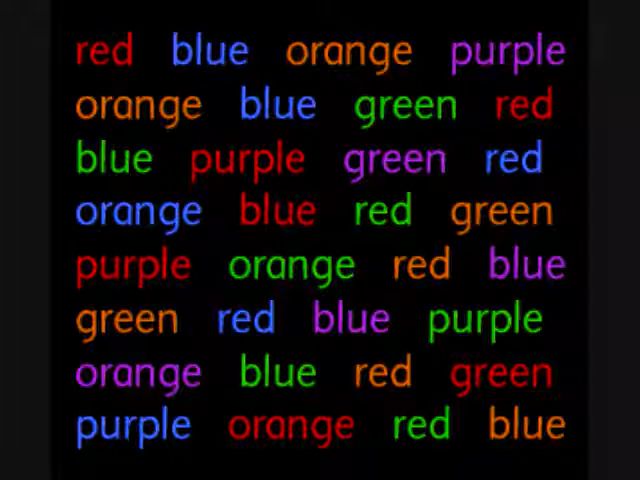 red blue orange purple
orange blue green red
blue purple green red
orange blue red green
purple orange red blue
green red blue purple
orange blue red green
purple orange red blue